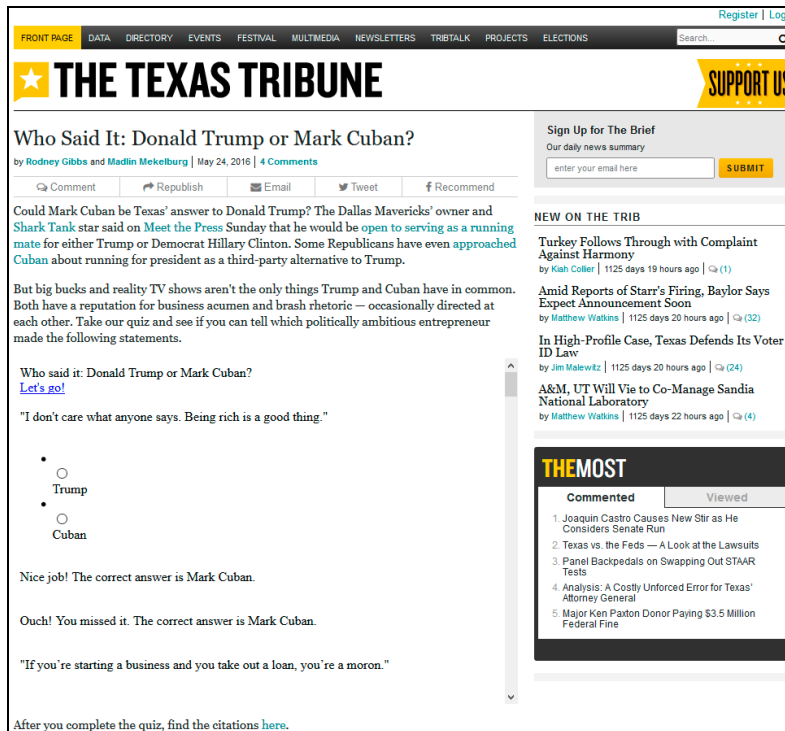 Register | Log
FRONT PAGE DATA DIRECTORY EVENTS FESTIVAL MULTIMEDIA NEWSLETTERS TRIBTALK PROJECTS ELECTIONS Search...
THE TEXAS TRIBUNE
SUPPORT US
Who Said It: Donald Trump or Mark Cuban?
by Rodney Gibbs and Madlin Mekelburg | May 24, 2016 | 4 Comments
Comment Republish Email Tweet Recommend
Could Mark Cuban be Texas' answer to Donald Trump? The Dallas Mavericks' owner and
Shark Tank star said on Meet the Press Sunday that he would be open to serving as a running
mate for either Trump or Democrat Hillary Clinton. Some Republicans have even approached
Cuban about running for president as a third-party alternative to Trump.
But big bucks and reality TV shows aren't the only things Trump and Cuban have in common.
Both have a reputation for business acumen and brash rhetoric — occasionally directed at
each other. Take our quiz and see if you can tell which politically ambitious entrepreneur
made the following statements.
Who said it: Donald Trump or Mark Cuban?
Let's go!
"I don't care what anyone says. Being rich is a good thing."
Trump
Cuban
Nice job! The correct answer is Mark Cuban.
Ouch! You missed it. The correct answer is Mark Cuban.
"If you're starting a business and you take out a loan, you're a moron."
After you complete the quiz, find the citations here.
Sign Up for The Brief
Our daily news summary
enter your email here SUBMIT
NEW ON THE TRIB
Turkey Follows Through with Complaint
Against Harmony
by Kiah Collier | 1125 days 19 hours ago | (1)
Amid Reports of Starr's Firing, Baylor Says
Expect Announcement Soon
by Matthew Watkins | 1125 days 20 hours ago | (32)
In High-Profile Case, Texas Defends Its Voter
ID Law
by Jim Malewitz | 1125 days 20 hours ago | (24)
A&M, UT Will Vie to Co-Manage Sandia
National Laboratory
by Matthew Watkins | 1125 days 22 hours ago | (4)
THEMOST
Commented Viewed
1. Joaquin Castro Causes New Stir as He
Considers Senate Run
2. Texas vs. the Feds — A Look at the Lawsuits
3. Panel Backpedals on Swapping Out STAAR
Tests
4. Analysis: A Costly Unforced Error for Texas'
Attorney General
5. Major Ken Paxton Donor Paying $3.5 Million
Federal Fine